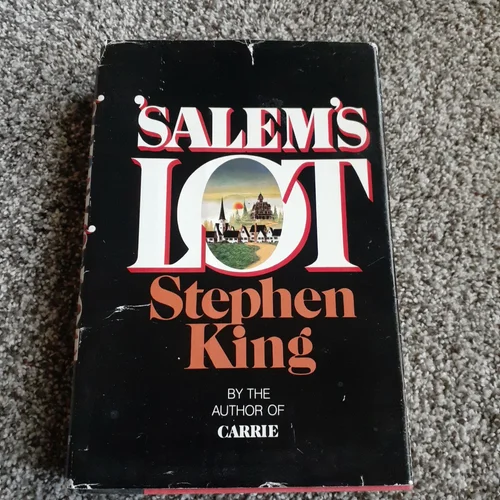 'SALEM'S
LOT
Stephen
King
BY THE
AUTHOR OF
CARRIE